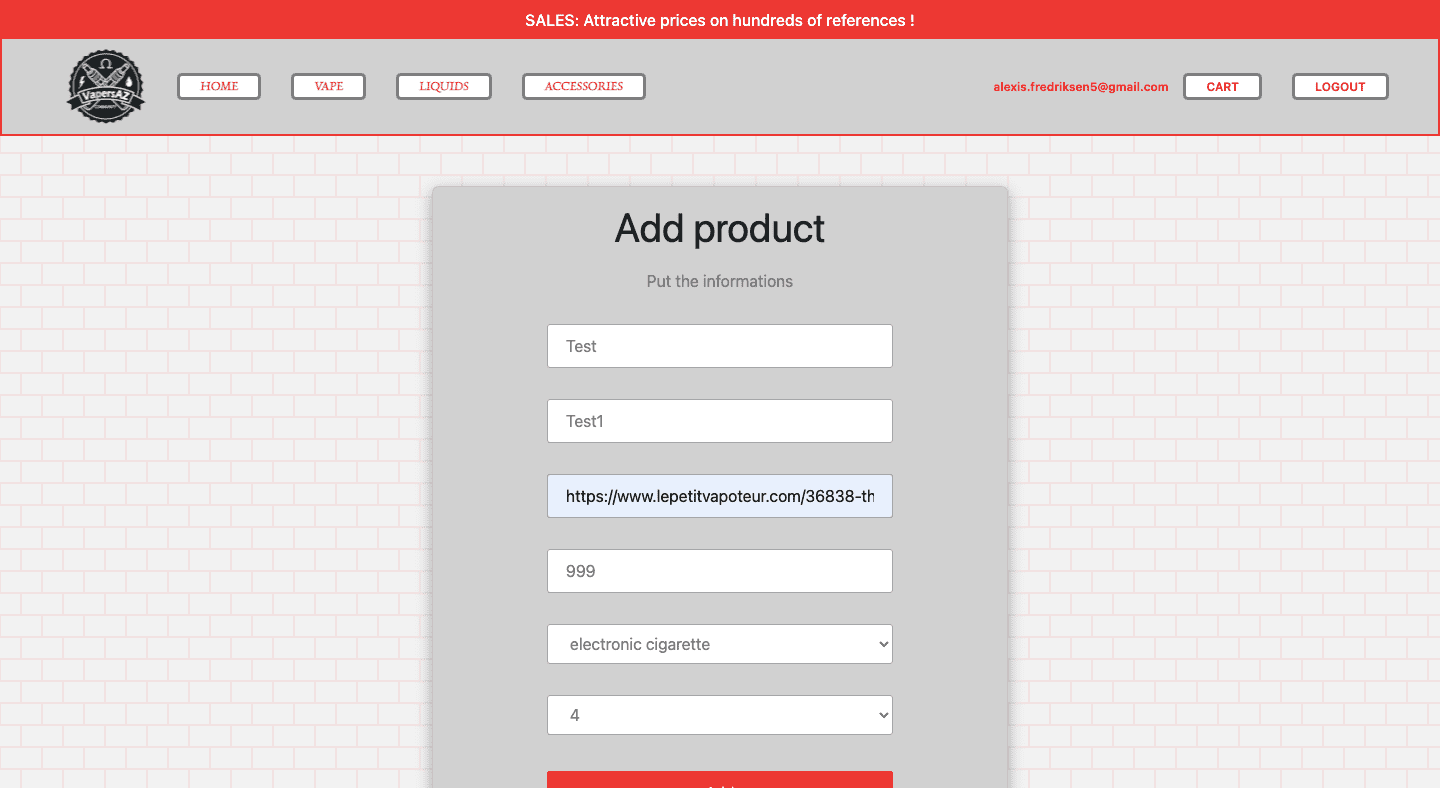 SALES: Attractive prices on hundreds of references !
VapersAZ
HOME VAPE LIQUIDS ACCESSORIES alexis.fredriksen5@gmail.com CART LOGOUT
Add product
Put the informations
Test
Test1
https://www.lepetitvapoteur.com/36838-th
999
electronic cigarette
4